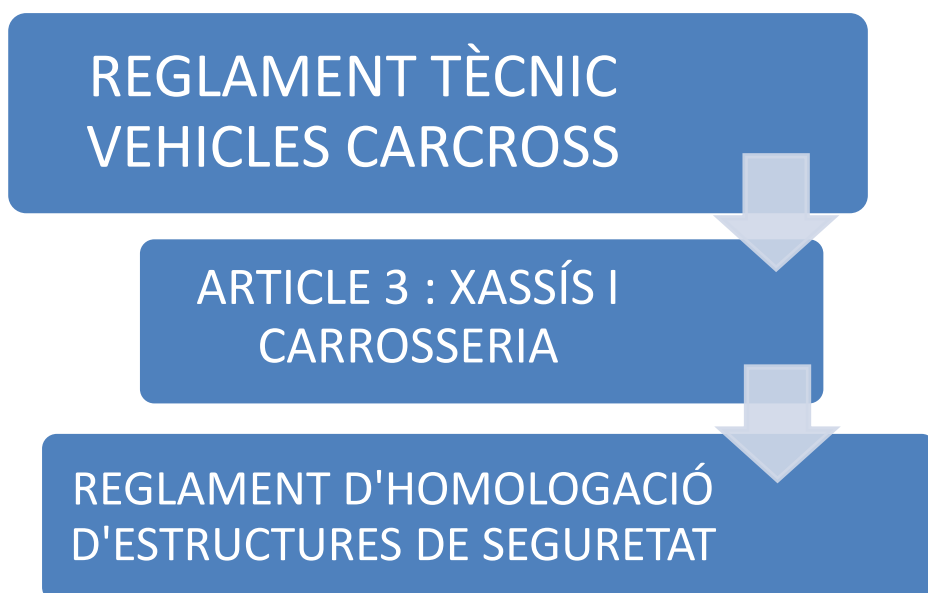 REGLAMENT TÈCNIC
VEHICLES CARCROSS
ARTICLE 3 : XASSÍS I
CARROSSERIA
REGLAMENT D'HOMOLOGACIÓ
D'ESTRUCTURES DE SEGURETAT